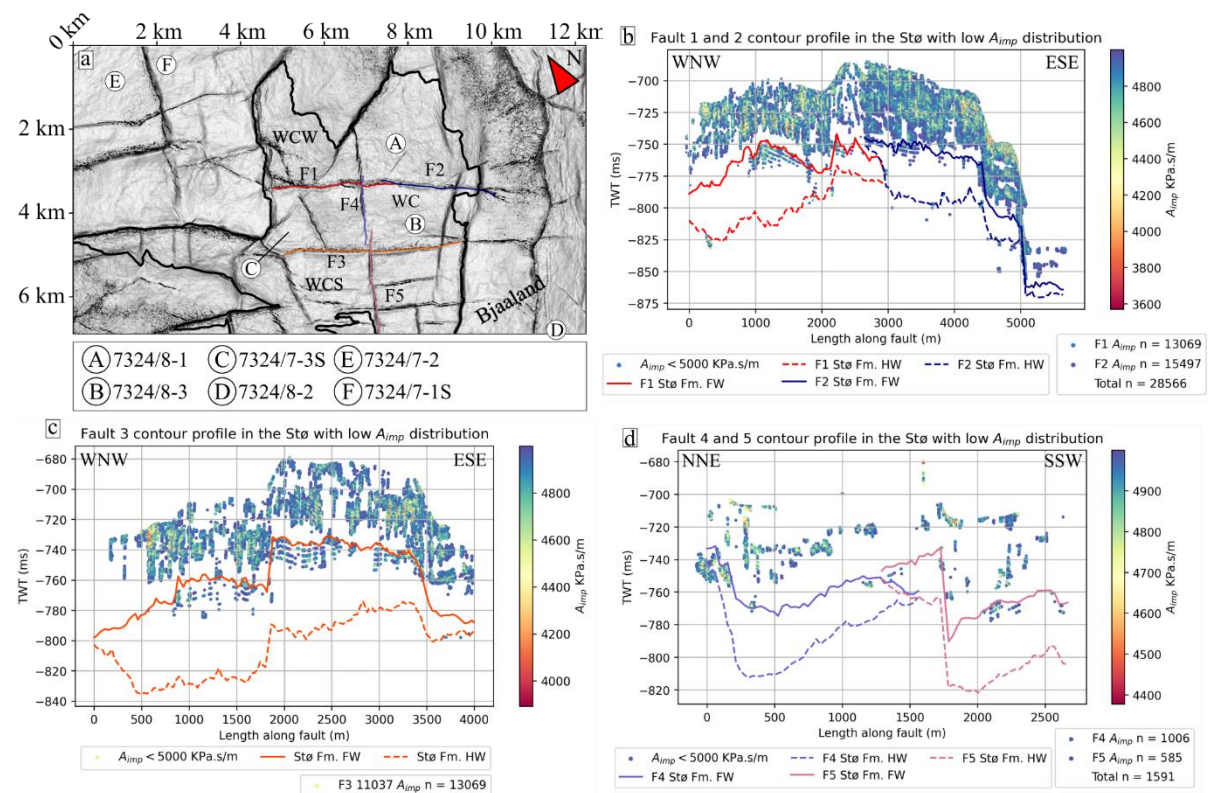 0 km
2 km
4 km
6 km
8 km
10 km
12 km
a
N
E
F
WCW
A
2 km
F1
F2
4 km
F4
WC
B
C
F3
WCS
F5
Bjaaland
6 km
D
A 7324/8-1 C 7324/7-3S E 7324/7-2
B 7324/8-3 D 7324/8-2 F 7324/7-1S
b Fault 1 and 2 contour profile in the Stø with low Aimp distribution
WNW
ESE
TWT (ms)
−700
−725
−750
−775
−800
−825
−850
−875
0 1000 2000 3000 4000 5000
Length along fault (m)
4800
4600
4400
4200
4000
3800
3600
Aimp KPa.s/m
Aimp < 5000 KPa.s/m
F1 Stø Fm. FW
F1 Stø Fm. HW
F2 Stø Fm. FW
F2 Stø Fm. HW
F1 Aimp n = 13069
F2 Aimp n = 15497
Total n = 28566
c Fault 3 contour profile in the Stø with low Aimp distribution
WNW
ESE
TWT (ms)
−680
−700
−720
−740
−760
−780
−800
−820
−840
0 500 1000 1500 2000 2500 3000 3500 4000
Length along fault (m)
4800
4600
4400
4200
4000
Aimp KPa.s/m
Aimp < 5000 KPa.s/m Stø Fm. FW Stø Fm. HW
F3 11037 Aimp n = 13069
d Fault 4 and 5 contour profile in the Stø with low Aimp distribution
NNE
SSW
TWT (ms)
−680
−700
−720
−740
−760
−780
−800
−820
0 500 1000 1500 2000 2500
Length along fault (m)
4900
4800
4700
4600
4500
4400
Aimp KPa.s/m
Aimp < 5000 KPa.s/m
F4 Stø Fm. FW
F4 Stø Fm. HW
F5 Stø Fm. FW
F5 Stø Fm. HW
F4 Aimp n = 1006
F5 Aimp n = 585
Total n = 1591